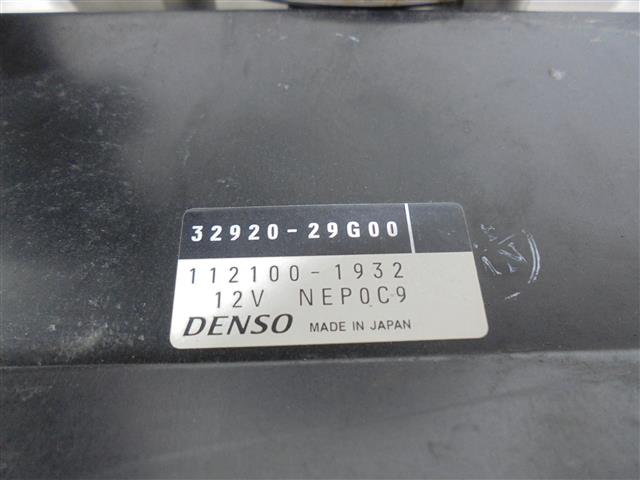 32920-29G00
112100-1932
12V NEP0C9
DENSO MADE IN JAPAN